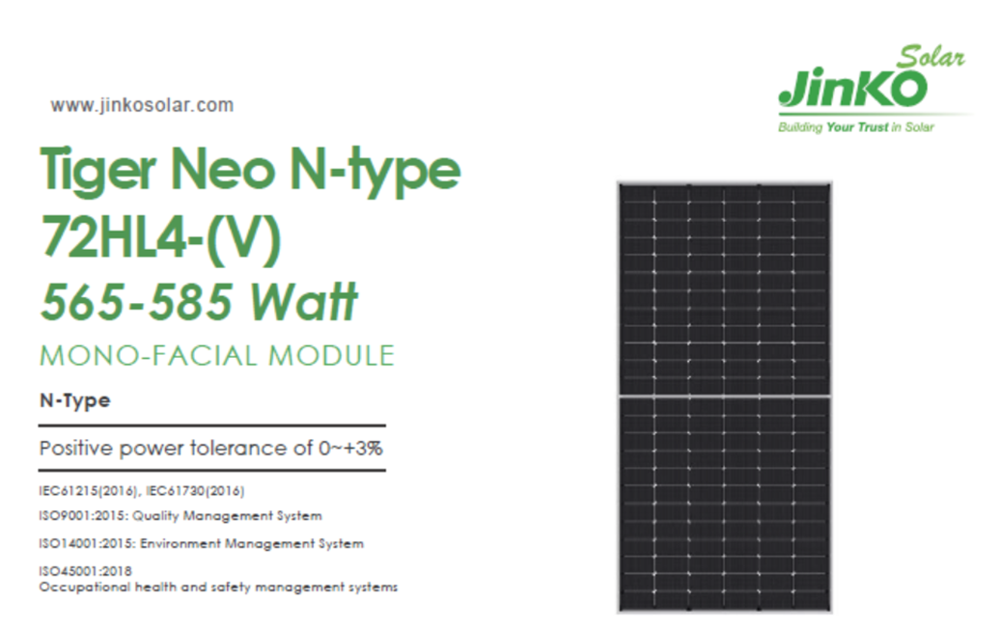 Solar
JinKO
Building Your Trust in Solar
www.jinkosolar.com
Tiger Neo N-type
72HL4-(V)
565-585 Watt
MONO-FACIAL MODULE
N-Type
Positive power tolerance of 0~+3%
IEC61215(2016), IEC61730(2016)
ISO9001:2015: Quality Management System
ISO14001:2015: Environment Management System
ISO45001:2018
Occupational health and safety management systems